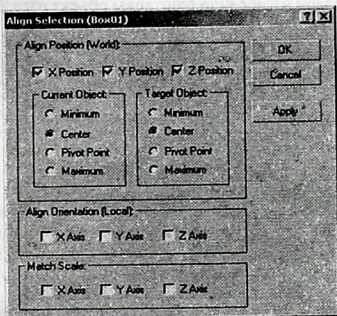 Align Selection (Box01)
Align Position (World):
X Position Y Position Z Position
Current Object:
Minimum
Center
Pivot Point
Maximum
Target Object:
Minimum
Center
Pivot Point
Maximum
Align Orientation (Local):
X Axis Y Axis Z Axis
Match Scale:
X Axis Y Axis Z Axis
OK
Cancel
Apply